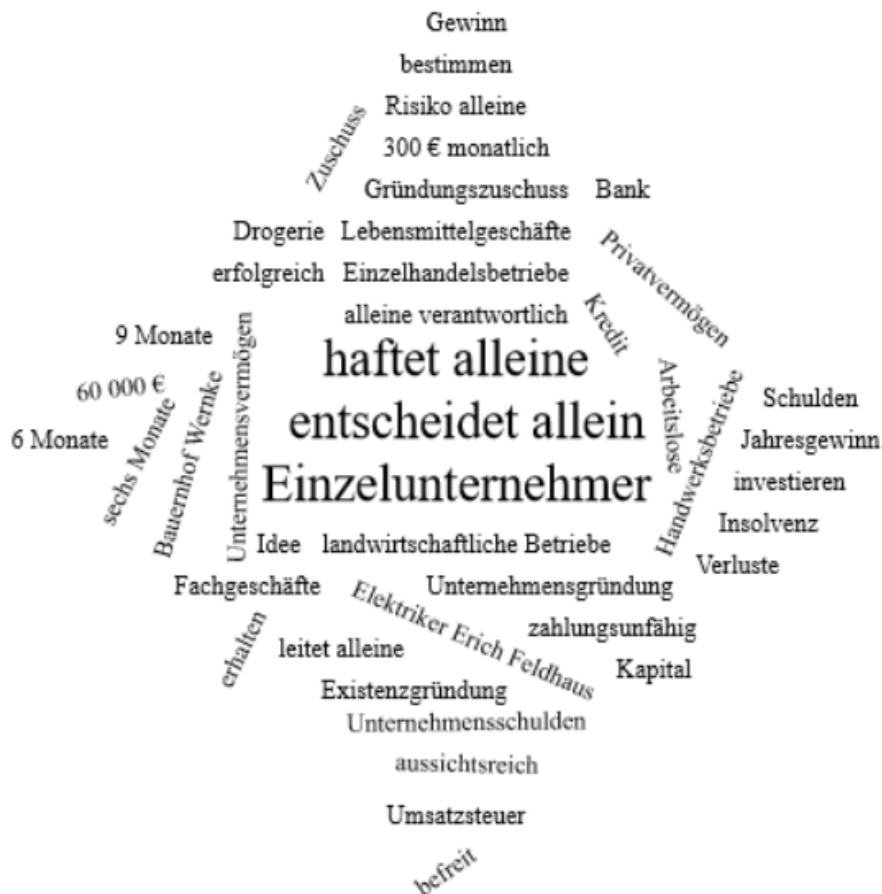 Gewinn
bestimmen
Risiko alleine
Zuschuss
300 € monatlich
Gründungszuschuss
Bank
Drogerie
Lebensmittelgeschäfte
Privatvermögen
erfolgreich
Einzelhandelsbetriebe
alleine verantwortlich
Kredit
9 Monate
Unternehmensvermögen
haftet alleine
60 000 €
Bauernhof Wernke
Arbeitslose
Handwerksbetriebe
Schulden
sechs Monate
entscheidet allein
6 Monate
Jahresgewinn
Einzelunternehmer
investieren
Insolvenz
Idee
landwirtschaftliche Betriebe
Verluste
Fachgeschäfte
Elektriker Erich Feldhaus
Unternehmensgründung
erhalten
zahlungsunfähig
leitet alleine
Kapital
Existenzgründung
Unternehmensschulden
aussichtsreich
Umsatzsteuer
befreit